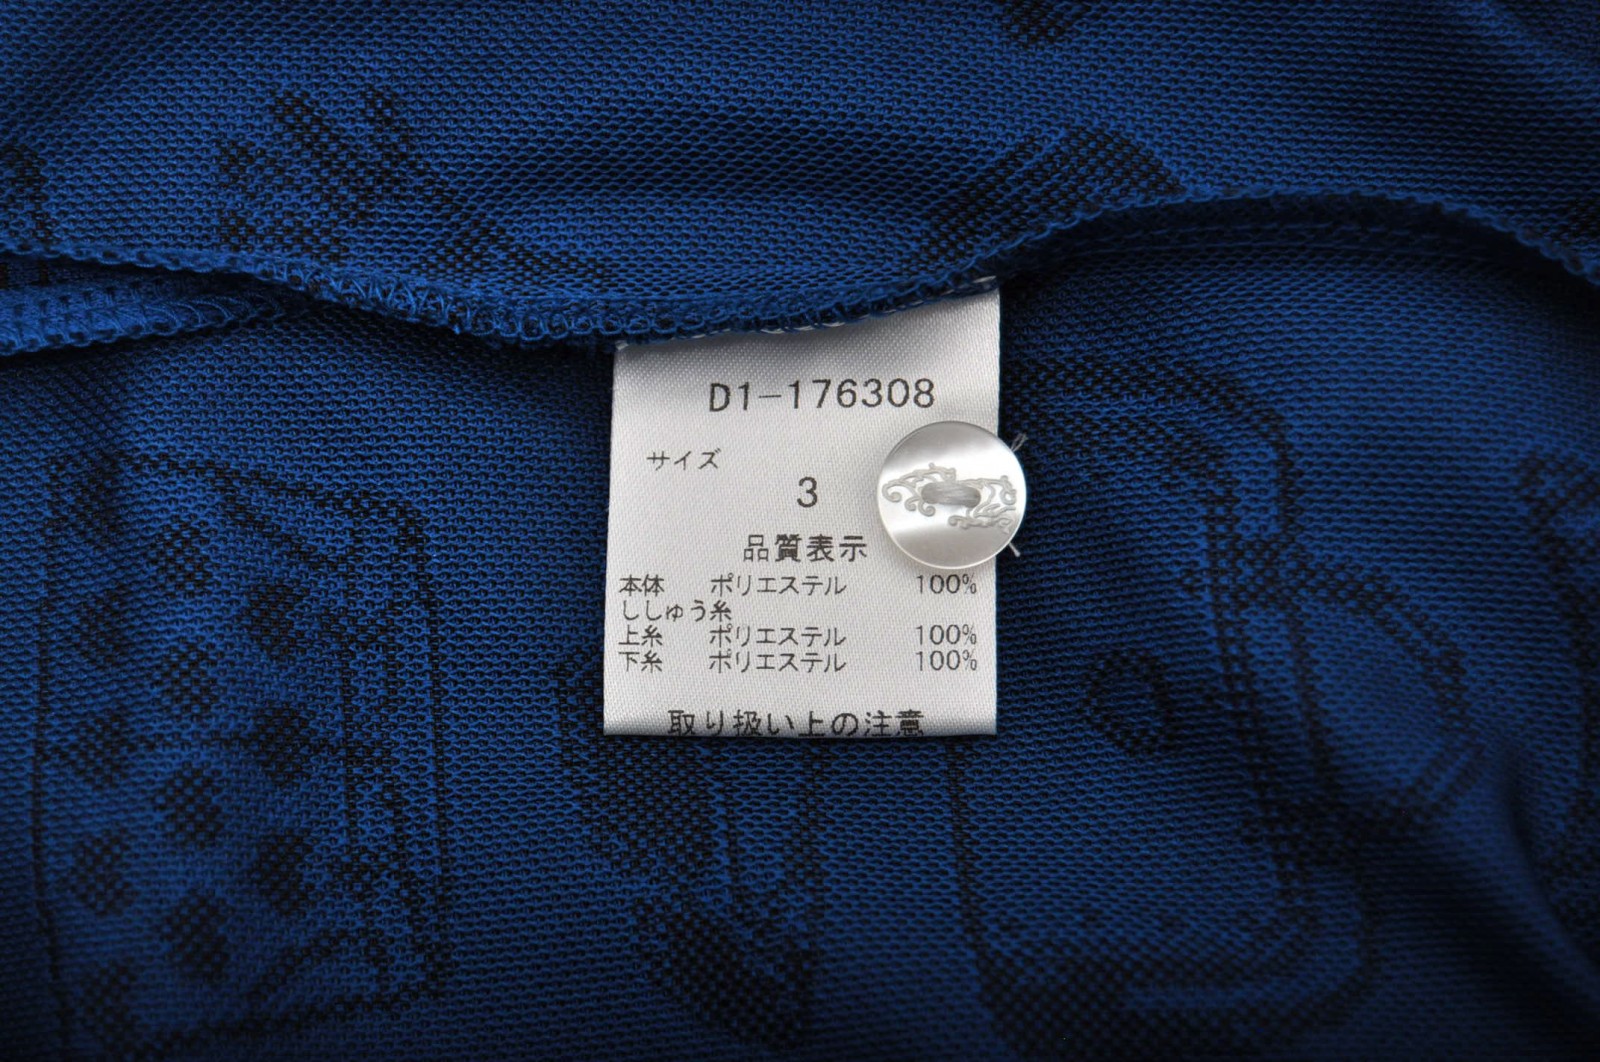 D1-176308
サイズ
3
品質表示
本体 ポリエステル 100%
ししゅう糸
上糸 ポリエステル 100%
下糸 ポリエステル 100%
取り扱い上の注意